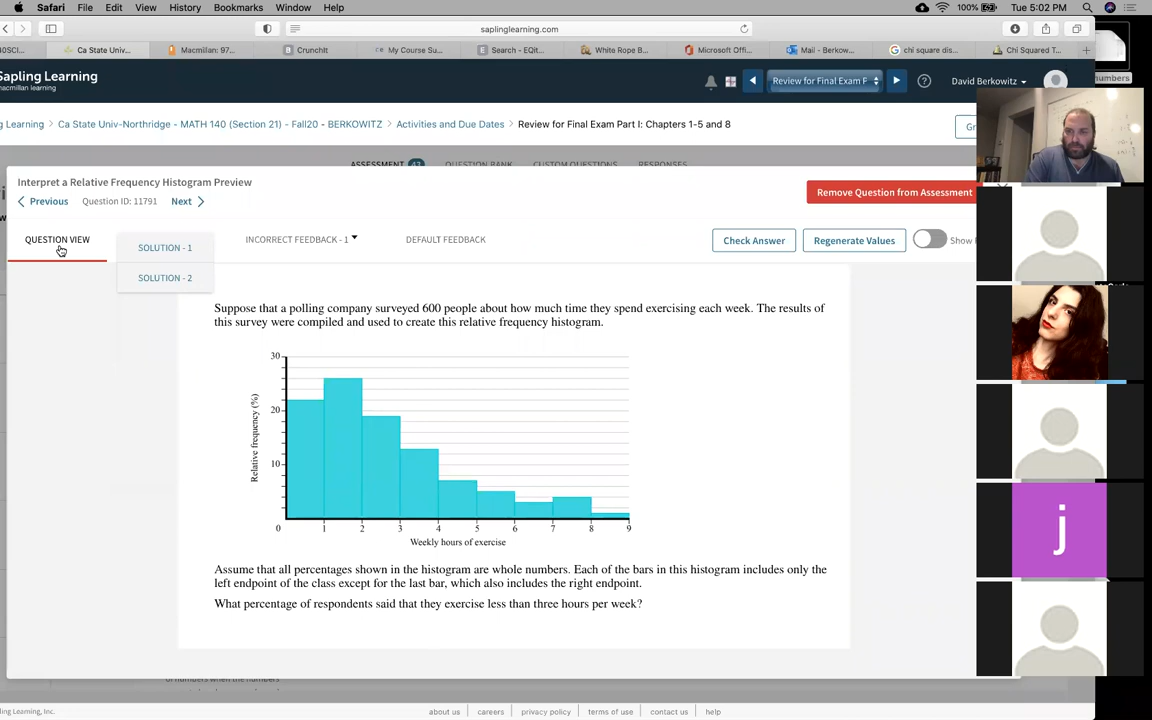 Safari File Edit View History Bookmarks Window Help 100% Tue 5:02 PM
saplinglearning.com
Ca State Univ... Macmillan: 97... CrunchIt My Course Su... Search - EQit... White Rope B... Microsoft Offi... Mail - Berkow... chi square dis... Chi Squared T...
Sapling Learning
macmillan learning
Review for Final Exam F
David Berkowitz
numbers
Ca State Univ-Northridge - MATH 140 (Section 21) - Fall20 - BERKOWITZ > Activities and Due Dates > Review for Final Exam Part I: Chapters 1-5 and 8
ASSESSMENT QUESTION BANK CUSTOM QUESTIONS RESPONSES
Interpret a Relative Frequency Histogram Preview
Remove Question from Assessment
Previous Question ID: 11791 Next
QUESTION VIEW
SOLUTION - 1
SOLUTION - 2
INCORRECT FEEDBACK - 1
DEFAULT FEEDBACK
Check Answer
Regenerate Values
Show
Suppose that a polling company surveyed 600 people about how much time they spend exercising each week. The results of
this survey were compiled and used to create this relative frequency histogram.
30
20
10
Relative frequency (%)
0 1 2 3 4 5 6 7 8 9
Weekly hours of exercise
Assume that all percentages shown in the histogram are whole numbers. Each of the bars in this histogram includes only the
left endpoint of the class except for the last bar, which also includes the right endpoint.
What percentage of respondents said that they exercise less than three hours per week?
j
about us careers privacy policy terms of use contact us help